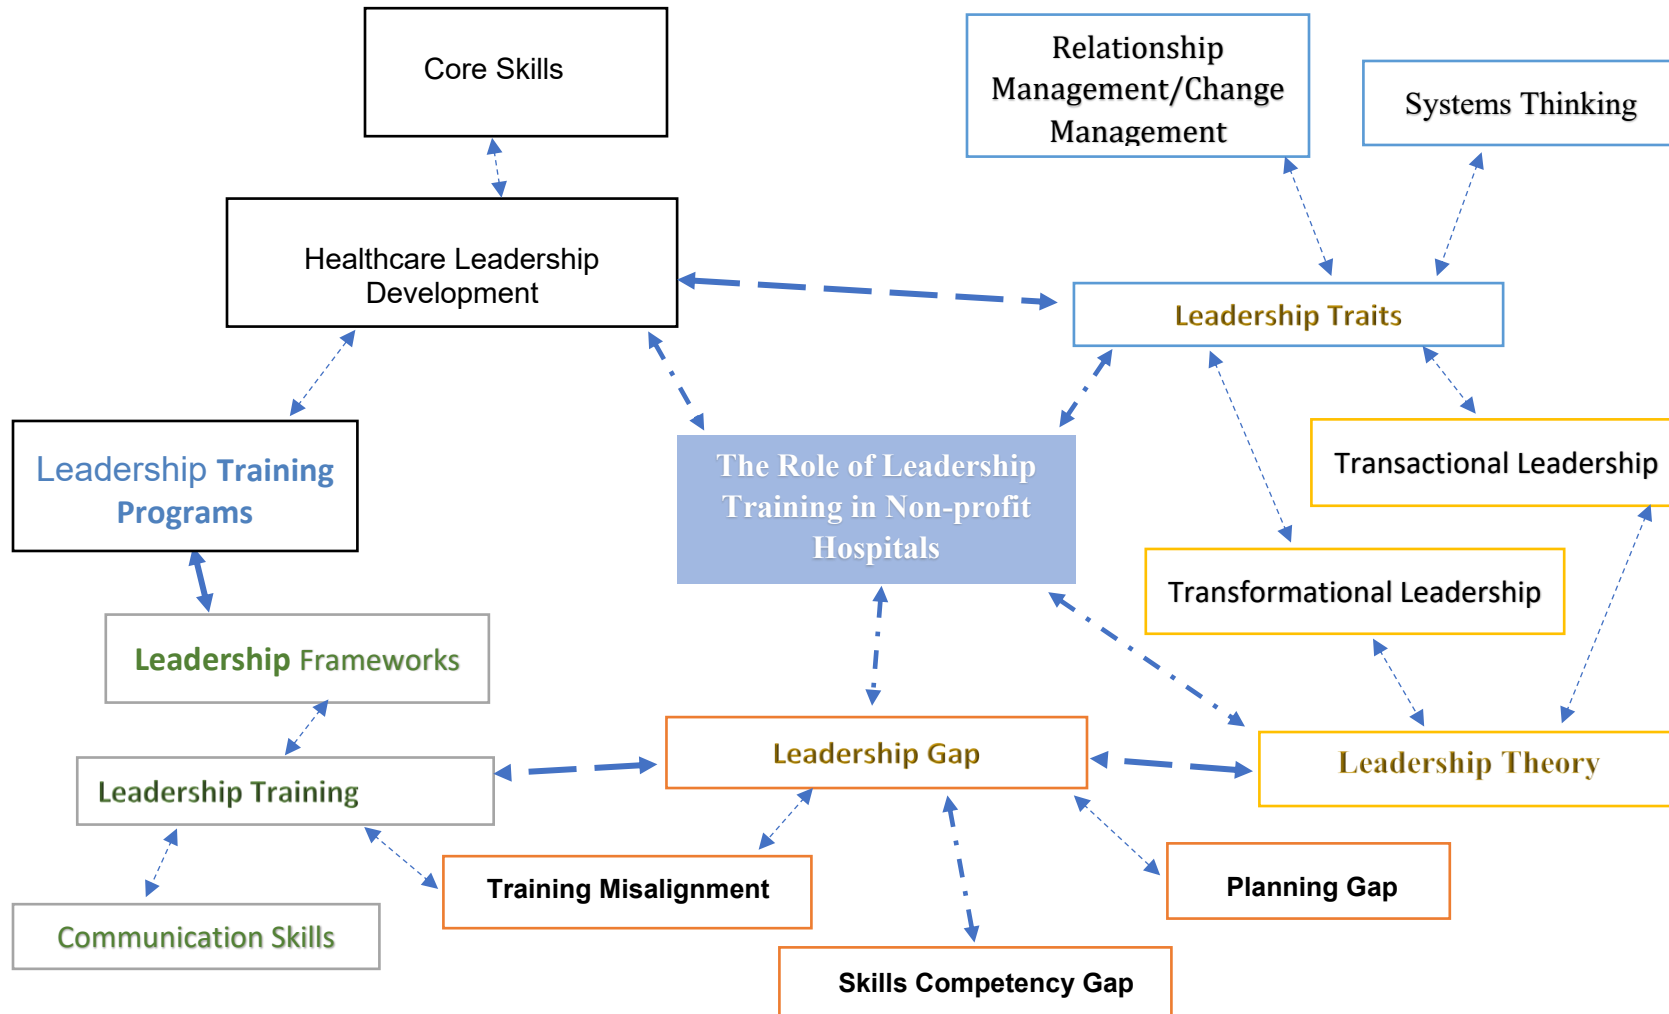 Core Skills
Relationship
Management/Change
Management
Systems Thinking
Healthcare Leadership
Development
Leadership Traits
Leadership Training
Programs
The Role of Leadership
Training in Non-profit
Hospitals
Transactional Leadership
Transformational Leadership
Leadership Frameworks
Leadership Gap
Leadership Theory
Leadership Training
Training Misalignment
Planning Gap
Communication Skills
Skills Competency Gap